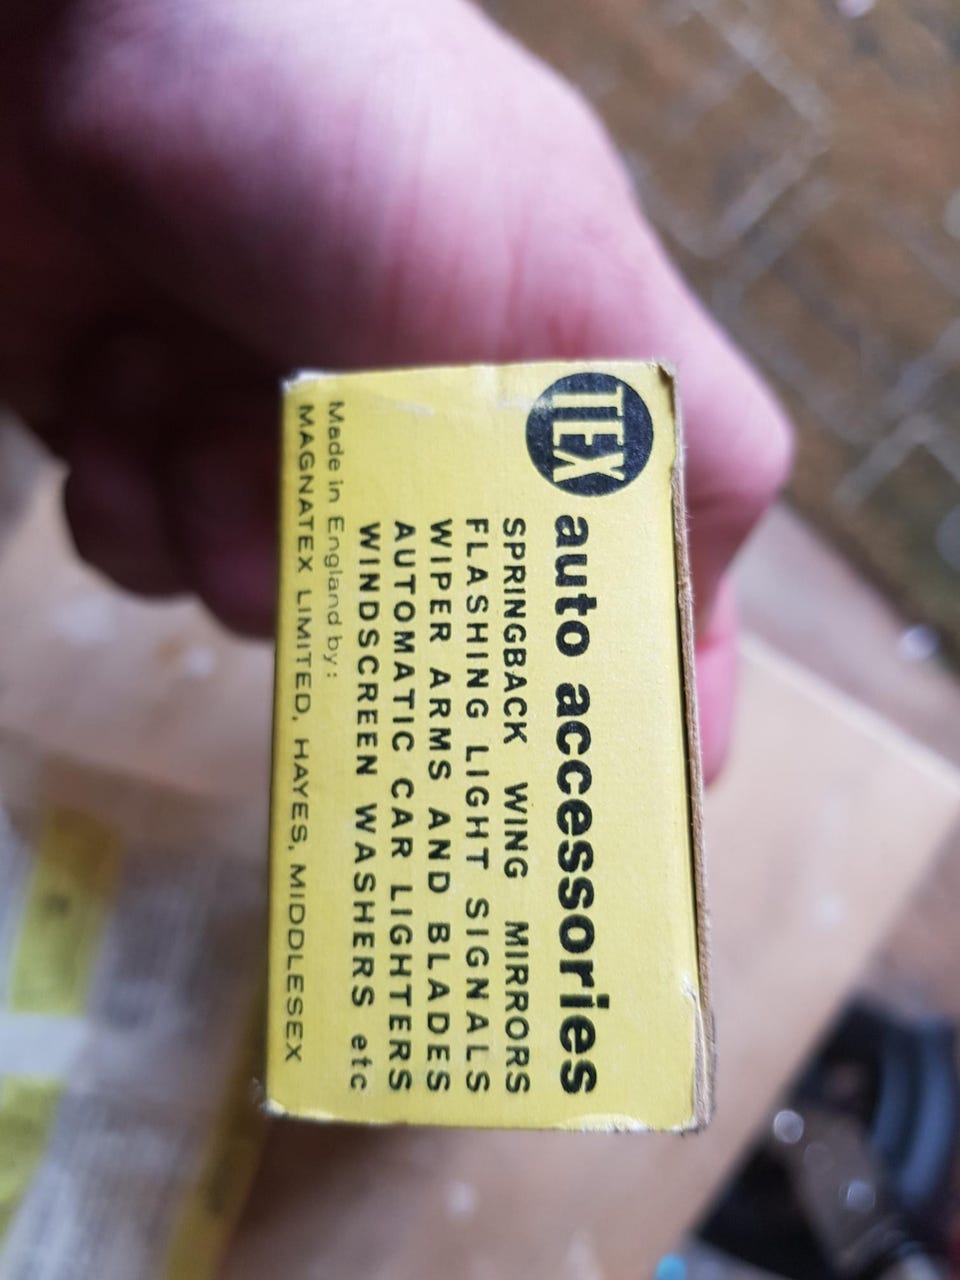 TEX
auto accessories
SPRINGBACK WING MIRRORS
FLASHING LIGHT SIGNALS
WIPER ARMS AND BLADES
AUTOMATIC CAR LIGHTERS
WINDSCREEN WASHERS etc
Made in England by:
MAGNATEX LIMITED, HAYES, MIDDLESEX